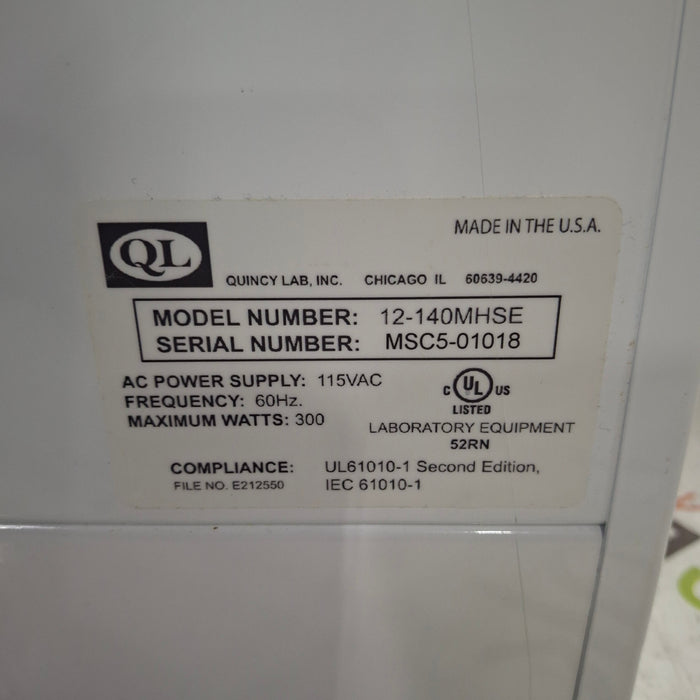 MADE IN THE U.S.A.
QL
QUINCY LAB, INC. CHICAGO IL 60639-4420
MODEL NUMBER: 12-140MHSE
SERIAL NUMBER: MSC5-01018
AC POWER SUPPLY: 115VAC
FREQUENCY: 60Hz.
MAXIMUM WATTS: 300
C UL US
LISTED
LABORATORY EQUIPMENT
52RN
COMPLIANCE: UL61010-1 Second Edition,
FILE NO. E212550 IEC 61010-1